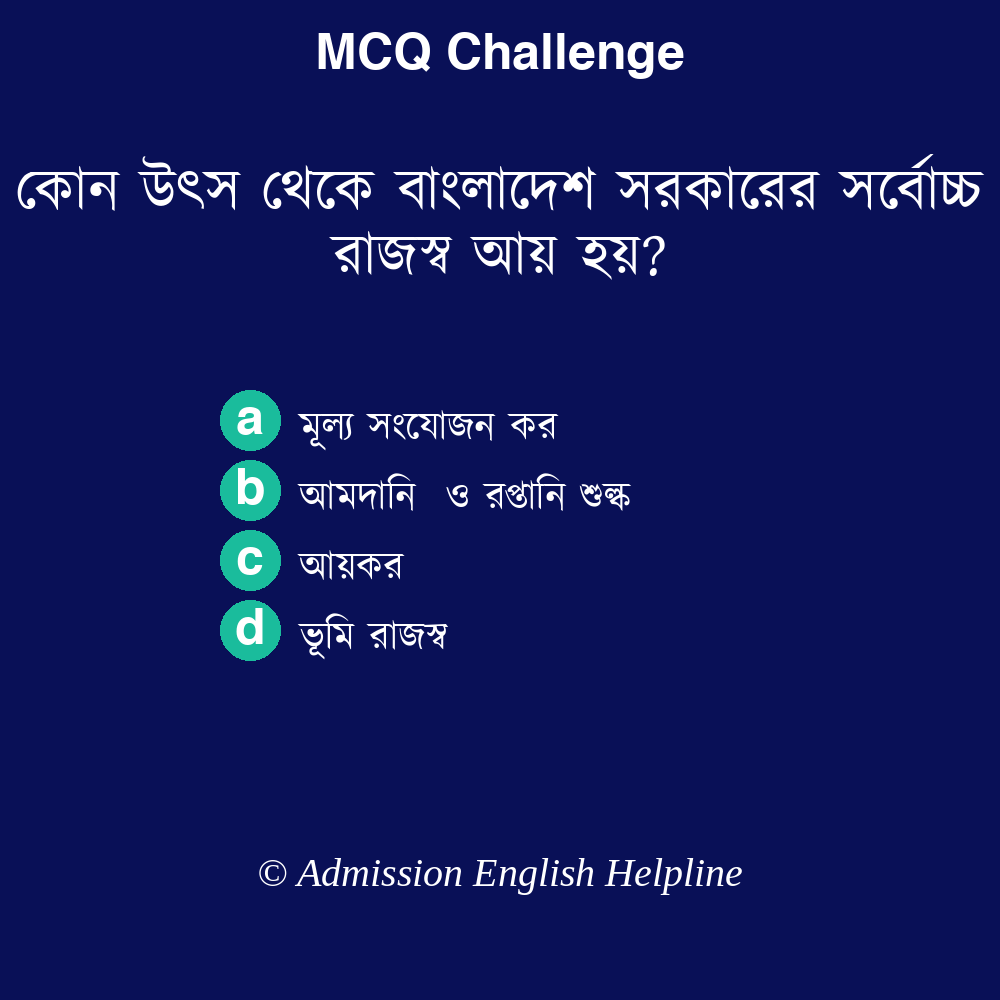 MCQ Challenge
কোন উৎস থেকে বাংলাদেশ সরকারের সর্বোচ্চ
রাজস্ব আয় হয়?
a মূল্য সংযোজন কর
b আমদানি ও রপ্তানি শুল্ক
c আয়কর
d ভূমি রাজস্ব
© Admission English Helpline